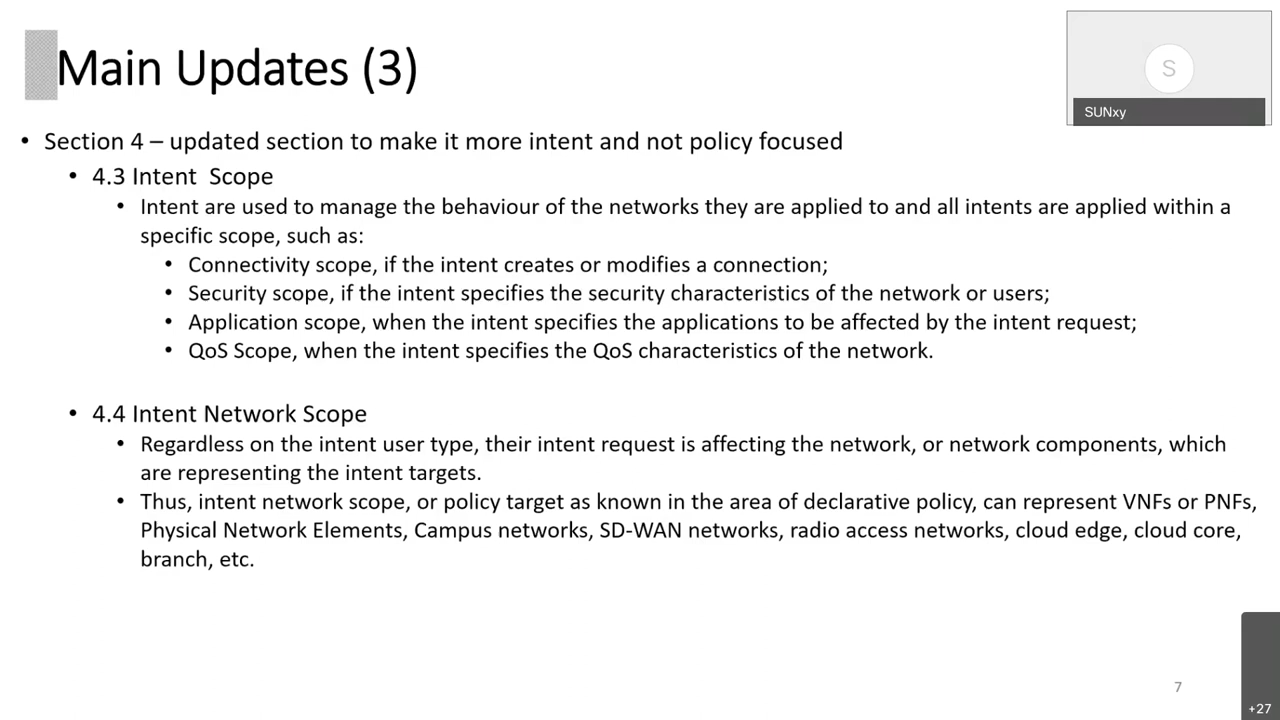 Main Updates (3)
S
SUNxy
• Section 4 – updated section to make it more intent and not policy focused
• 4.3 Intent  Scope
• Intent are used to manage the behaviour of the networks they are applied to and all intents are applied within a
specific scope, such as:
• Connectivity scope, if the intent creates or modifies a connection;
• Security scope, if the intent specifies the security characteristics of the network or users;
• Application scope, when the intent specifies the applications to be affected by the intent request;
• QoS Scope, when the intent specifies the QoS characteristics of the network.
• 4.4 Intent Network Scope
• Regardless on the intent user type, their intent request is affecting the network, or network components, which
are representing the intent targets.
• Thus, intent network scope, or policy target as known in the area of declarative policy, can represent VNFs or PNFs,
Physical Network Elements, Campus networks, SD-WAN networks, radio access networks, cloud edge, cloud core,
branch, etc.
7
+27